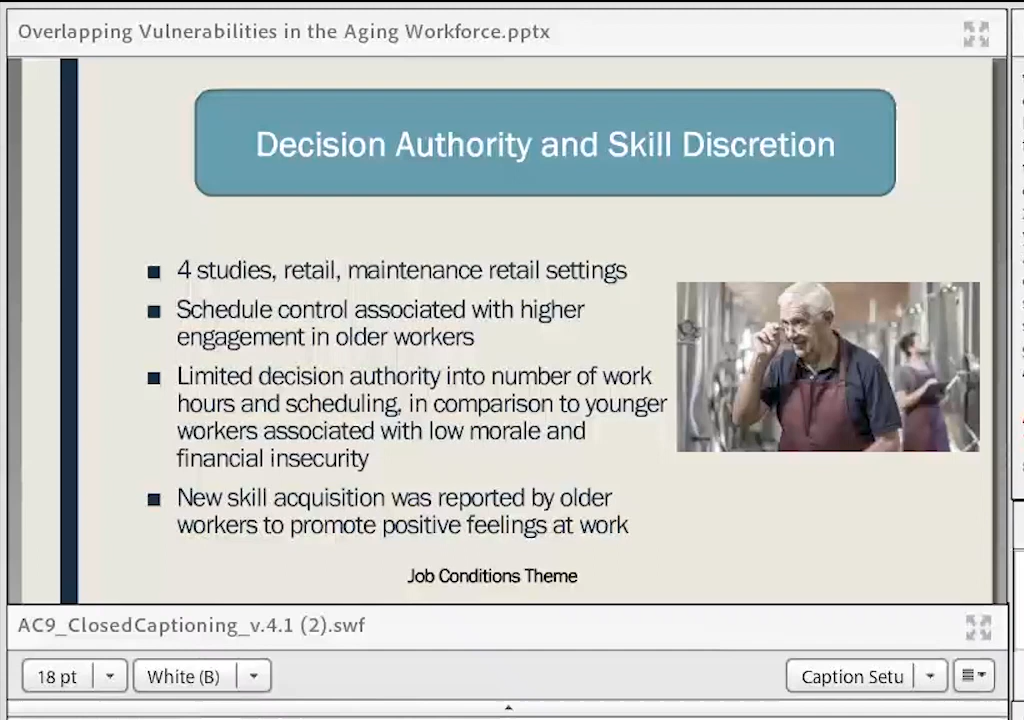 Overlapping Vulnerabilities in the Aging Workforce.pptx
Decision Authority and Skill Discretion
■ 4 studies, retail, maintenance retail settings
■ Schedule control associated with higher
engagement in older workers
■ Limited decision authority into number of work
hours and scheduling, in comparison to younger
workers associated with low morale and
financial insecurity
■ New skill acquisition was reported by older
workers to promote positive feelings at work
Job Conditions Theme
AC9_ClosedCaptioning_v.4.1 (2).swf
18 pt
White (B)
Caption Setu